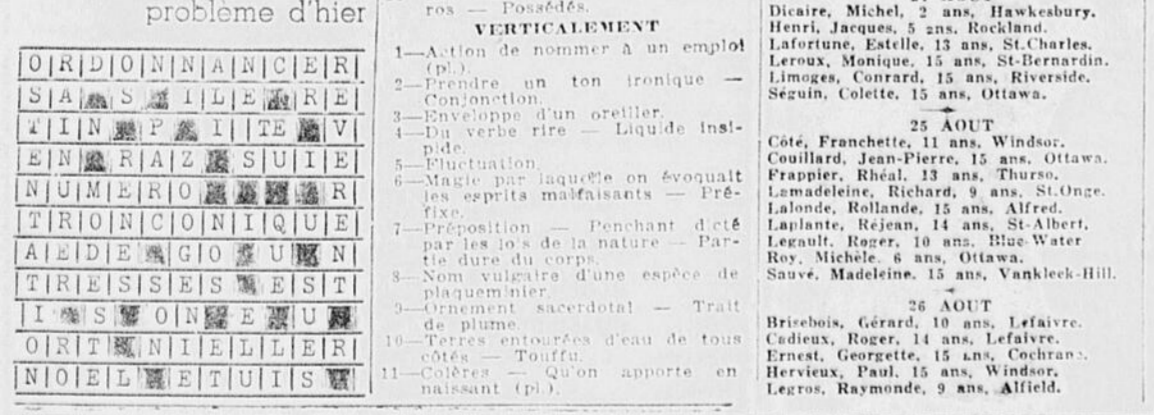 problème d'hier
O R D O N N A N C E R
S A S I L E R E
T I N P I TE V
E N R A Z S U I E
N U M E R O R
T R O N C O N I Q U E
A E D E G O U N
T R E S S E S E S T
I S O N E U
O R T N I E L L E R
N O E L E T U I S
ros — Possédés.
VERTICALEMENT
1—Action de nommer à un emploi
(pl.).
2—Prendre un ton ironique —
Conjonction.
3—Enveloppe d'un oreiller.
4—Du verbe rire — Liquide insi-
pide.
5—Fluctuation.
6—Magie par laquelle on évoquait
les esprits malfaisants — Pré-
fixe.
7—Préposition — Penchant dicté
par les lois de la nature — Par-
tie dure du corps.
8—Nom vulgaire d'une espèce de
plaqueminier.
9—Ornement sacerdotal — Trait
de plume.
10—Terres entourées d'eau de tous
côtés — Touffu.
11—Colères — Qu'on apporte en
naissant (pl.).
Dicaire, Michel, 2 ans, Hawkesbury.
Henri, Jacques, 5 ans, Rockland.
Lafortune, Estelle, 13 ans, St.Charles.
Leroux, Monique, 15 ans, St-Bernardin.
Limoges, Conrard, 15 ans, Riverside.
Séguin, Colette, 15 ans, Ottawa.
25 AOUT
Côté, Franchette, 11 ans, Windsor.
Couillard, Jean-Pierre, 15 ans, Ottawa.
Frappier, Rhéal, 13 ans, Thurso.
Lamadeleine, Richard, 9 ans, St.Onge.
Lalonde, Rollande, 15 ans, Alfred.
Laplante, Réjean, 14 ans, St-Albert.
Legault, Roger, 10 ans, Blue-Water
Roy, Michèle, 6 ans, Ottawa.
Sauvé, Madeleine, 15 ans, Vankleek-Hill.
26 AOUT
Brisebois, Gérard, 10 ans, Lefaivre.
Cadieux, Roger, 14 ans, Lefaivre.
Ernest, Georgette, 15 ans, Cochrane.
Hervieux, Paul, 15 ans, Windsor.
Legros, Raymonde, 9 ans, Alfield.